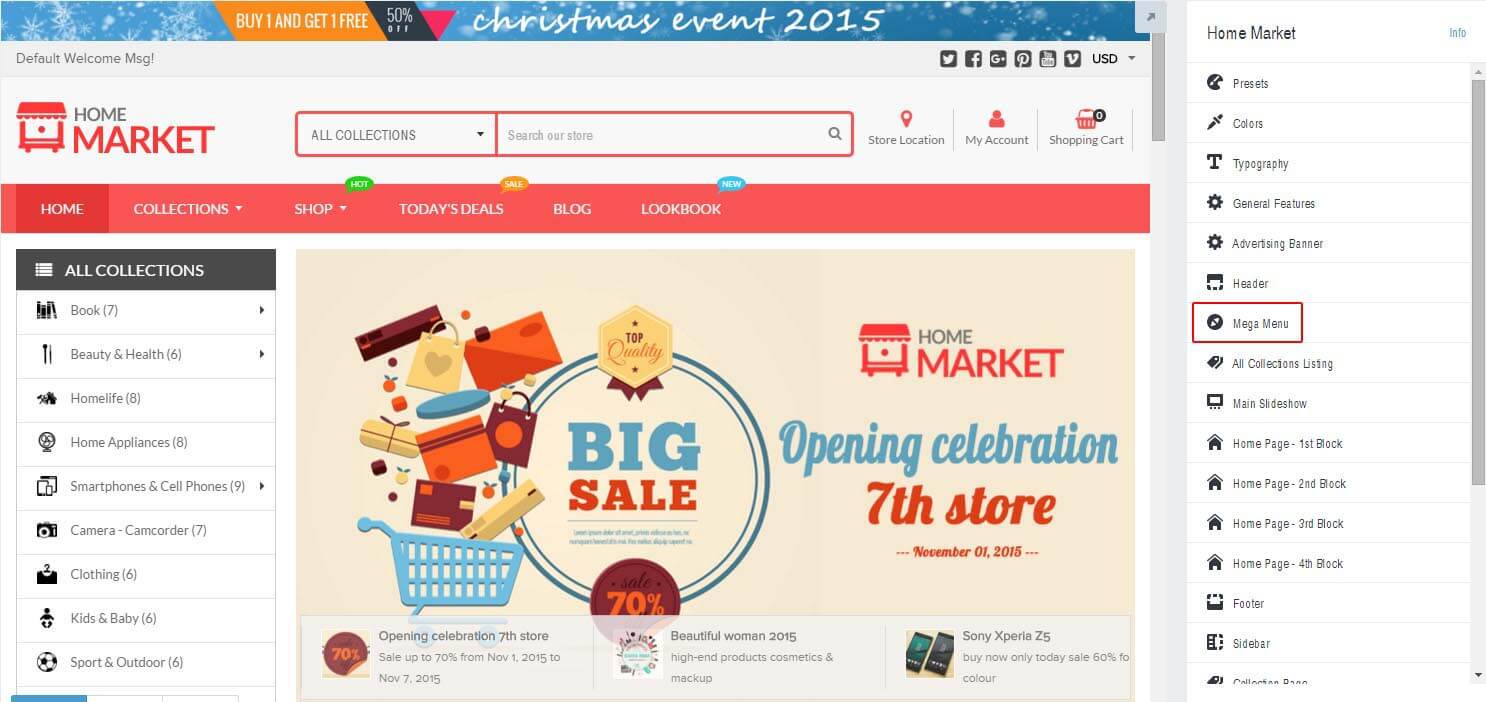 BUY 1 AND GET 1 FREE
50%
OFF
christmas event 2015
Default Welcome Msg!
USD
HOME
MARKET
ALL COLLECTIONS
Search our store
Store Location
My Account
0
Shopping Cart
HOT
SALE
NEW
HOME
COLLECTIONS
SHOP
TODAY'S DEALS
BLOG
LOOKBOOK
ALL COLLECTIONS
Book (7)
Beauty & Health (6)
Homelife (8)
Home Appliances (8)
Smartphones & Cell Phones (9)
Camera - Camcorder (7)
Clothing (6)
Kids & Baby (6)
Sport & Outdoor (6)
TOP
Quality
BIG
SALE
sale
70%
HOME
MARKET
Opening celebration
7th store
--- November 01, 2015 ---
70%
Opening celebration 7th store
Sale up to 70% from Nov 1, 2015 to
Nov 7, 2015
Beautiful woman 2015
high-end products cosmetics &
mackup
Sony Xperia Z5
buy now only today sale 60% fo
colour
Home Market
Info
Presets
Colors
Typography
General Features
Advertising Banner
Header
Mega Menu
All Collections Listing
Main Slideshow
Home Page - 1st Block
Home Page - 2nd Block
Home Page - 3rd Block
Home Page - 4th Block
Footer
Sidebar
Collection Page